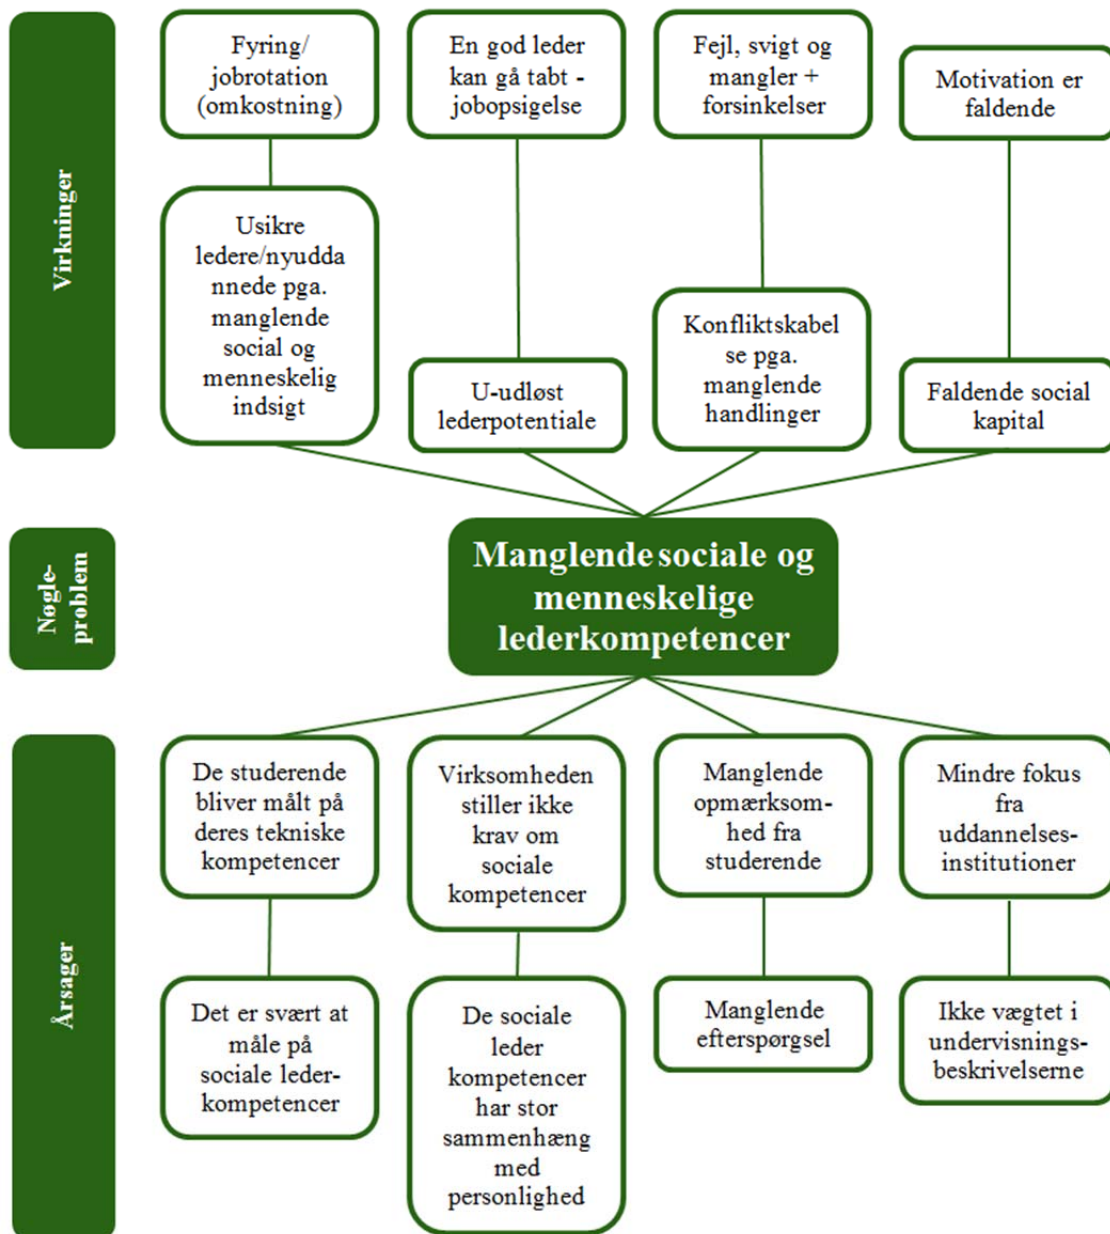 Virkninger
Fyring/
jobrotation
(omkostning)
En god leder
kan gå tabt -
jobopsigelse
Fejl, svigt og
mangler +
forsinkelser
Motivation er
faldende
Usikre
ledere/nyudda
nnede pga.
manglende
social og
menneskelig
indsigt
U-udløst
lederpotentiale
Konfliktskabel
se pga.
manglende
handlinger
Faldende social
kapital
Nøgle-
problem
Manglende sociale og
menneskelige
lederkompetencer
Årsager
De studerende
bliver målt på
deres tekniske
kompetencer
Virksomheden
stiller ikke
krav om
sociale
kompetencer
Manglende
opmærksom-
hed fra
studerende
Mindre fokus
fra
uddannelses-
institutioner
Det er svært at
måle på
sociale leder-
kompetencer
De sociale
leder
kompetencer
har stor
sammenhæng
med
personlighed
Manglende
efterspørgsel
Ikke vægtet i
undervisnings-
beskrivelserne